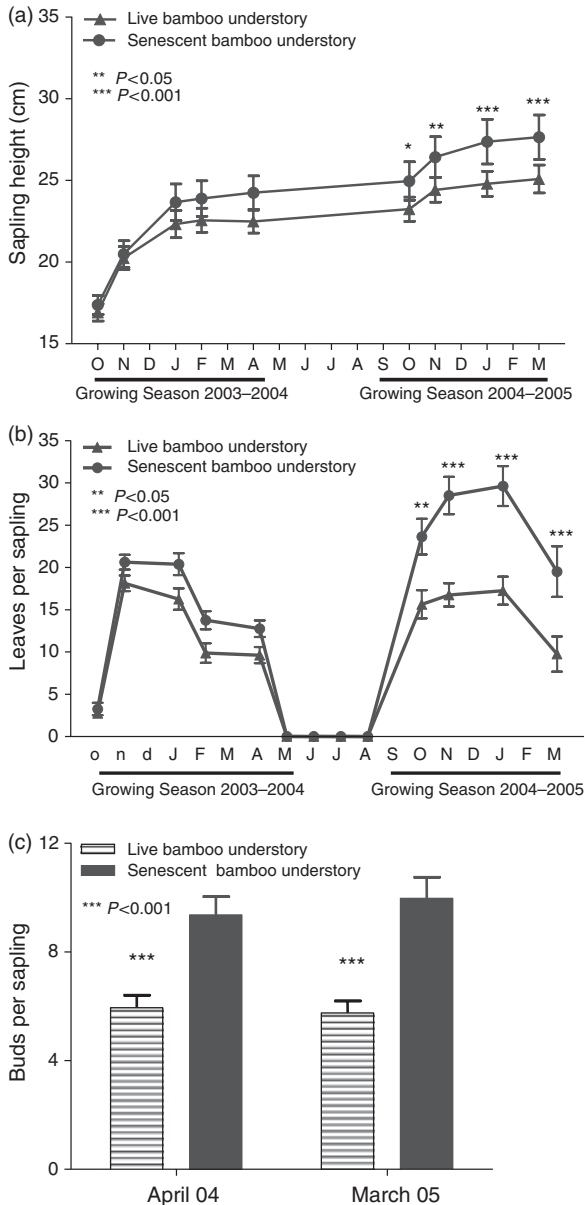 (a)
Live bamboo understory
Senescent bamboo understory
** P<0.05
*** P<0.001
Sapling height (cm)
35
30
25
20
15
* ** *** ***
O N D J F M A M J J A S O N D J F M
Growing Season 2003–2004 Growing Season 2004–2005
(b)
Live bamboo understory
Senescent bamboo understory
** P<0.05
*** P<0.001
Leaves per sapling
35
30
25
20
15
10
5
0
** *** *** ***
o n d J F M A M J J A S O N D J F M
Growing Season 2003–2004 Growing Season 2004–2005
(c)
Live bamboo understory
Senescent bamboo understory
*** P<0.001
Buds per sapling
12
8
4
0
*** ***
April 04 March 05